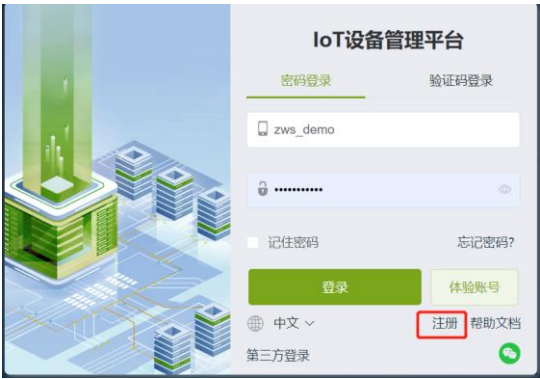 IoT设备管理平台
密码登录 验证码登录
zws_demo
•••••••••••
记住密码 忘记密码?
登录 体验账号
中文 注册 帮助文档
第三方登录